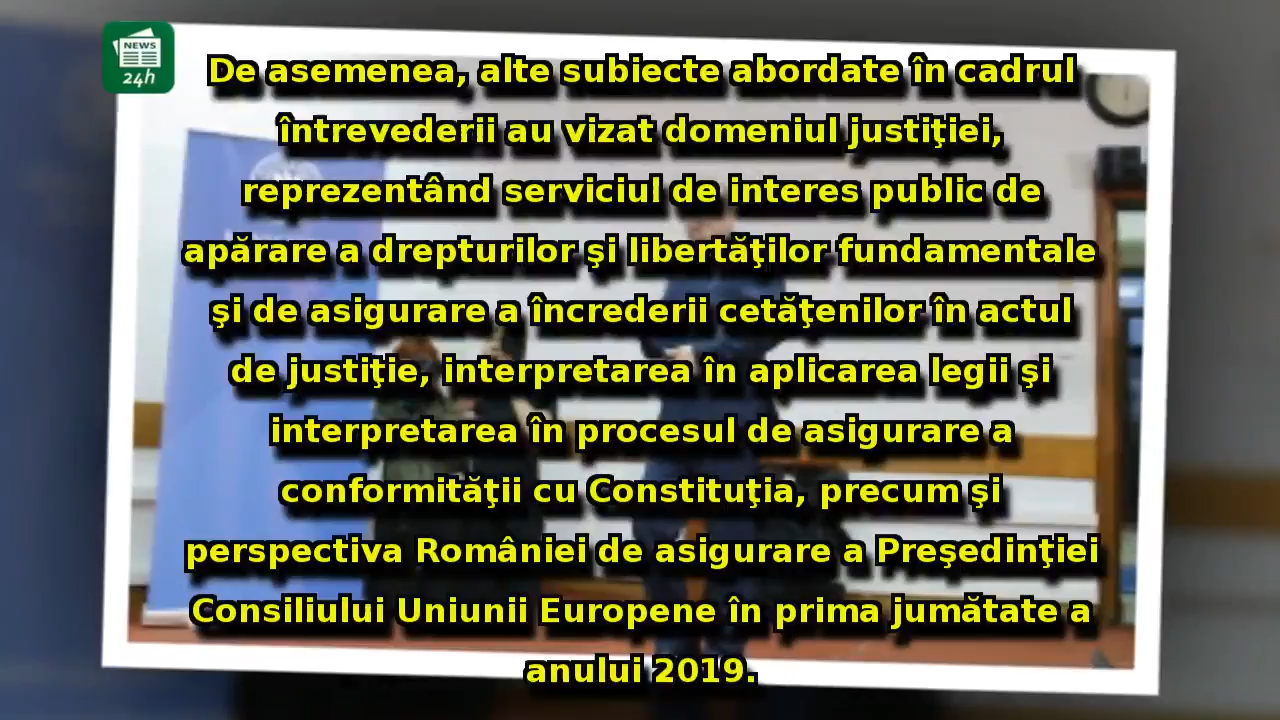 NEWS
24h
De asemenea, alte subiecte abordate în cadrul
întrevederii au vizat domeniul justiţiei,
reprezentând serviciul de interes public de
apărare a drepturilor şi libertăţilor fundamentale
şi de asigurare a încrederii cetăţenilor în actul
de justiţie, interpretarea în aplicarea legii şi
interpretarea în procesul de asigurare a
conformităţii cu Constituţia, precum şi
perspectiva României de asigurare a Preşedinţiei
Consiliului Uniunii Europene în prima jumătate a
anului 2019.